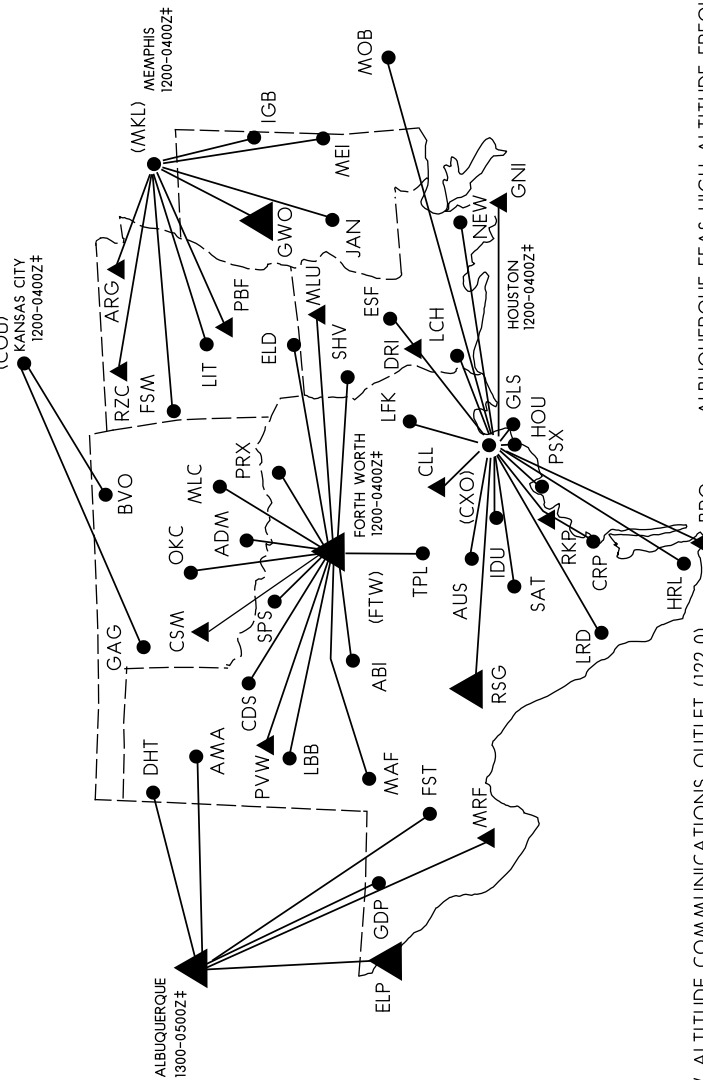 (COU)
KANSAS CITY
1200-0400Z‡
(MKL)
MEMPHIS
1200-0400Z‡
MOB
IGB
MEI
GWO
JAN
NEW
GNI
ARG
PBF
RZC
FSM
LIT
ELD
MLU
SHV
ESF
DRI
LCH
HOUSTON
1200-0400Z‡
GLS
HOU
PSX
LFK
CLL
(CXO)
BVO
MLC
PRX
OKC
ADM
CSM
SPS
GAG
FORT WORTH
1200-0400Z‡
(FTW)
TPL
AUS
IDU
SAT
RKP
CRP
HRL
BRO
LRD
RSG
ABI
CDS
PVW
LBB
MAF
DHT
AMA
FST
MRF
GDP
ELP
ALBUQUERQUE
1300-0500Z‡
ALTITUDE COMMUNICATIONS OUTLET (122.0)
ALBUQUERQUE EFAS HIGH ALTITUDE